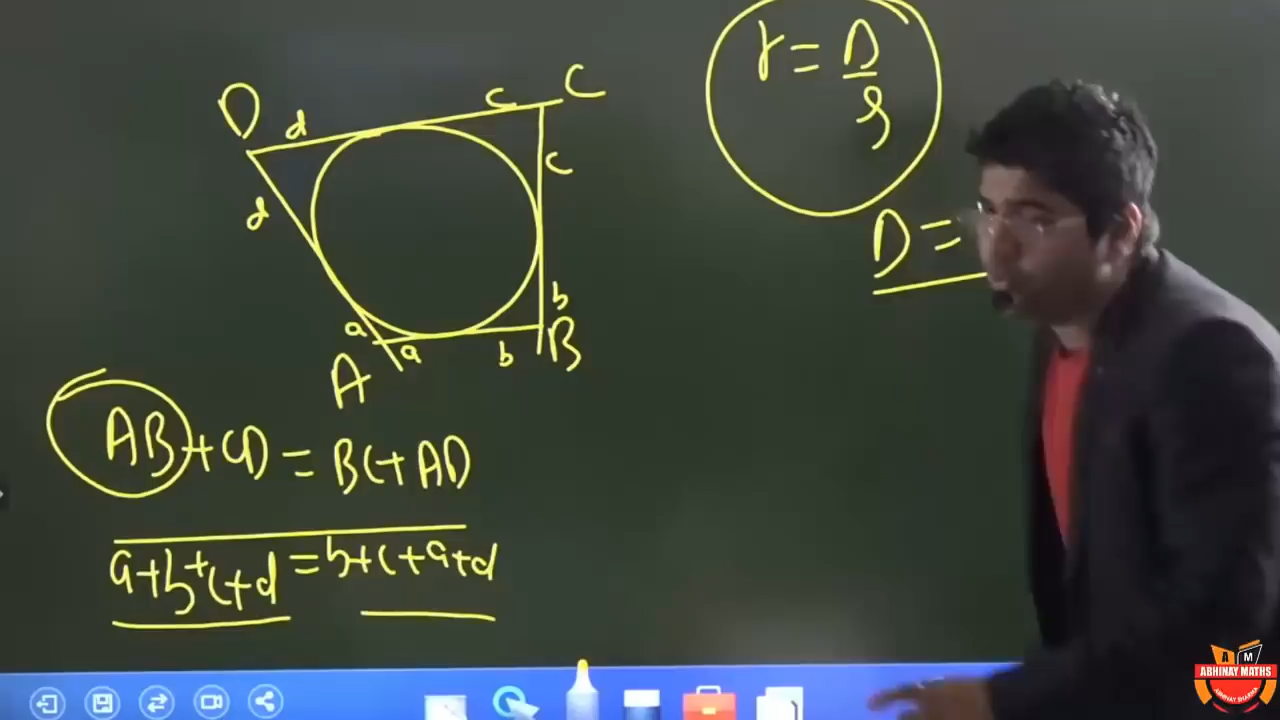 D
d
c
C
d
c
a
a
b
b
A
B
r = D
s
D =
AB + CD = BC + AD
a+b+c+d = b+c+a+d
A M
ABHINAY MATHS